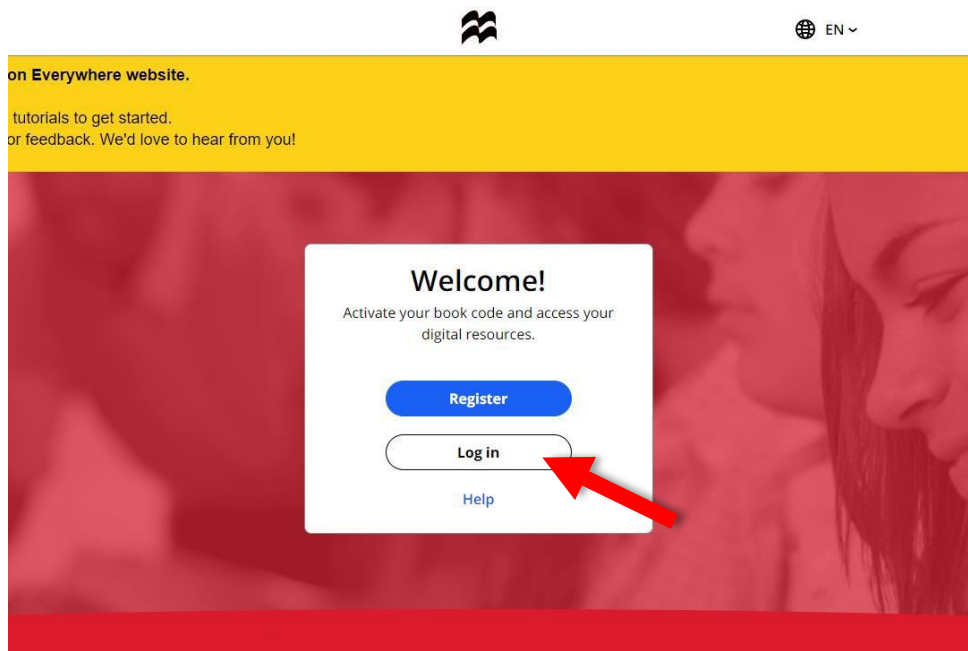 EN
on Everywhere website.
tutorials to get started.
or feedback. We'd love to hear from you!
Welcome!
Activate your book code and access your
digital resources.
Register
Log in
Help